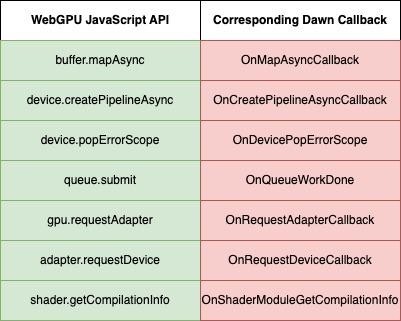 WebGPU JavaScript API Corresponding Dawn Callback
buffer.mapAsync OnMapAsyncCallback
device.createPipelineAsync OnCreatePipelineAsyncCallback
device.popErrorScope OnDevicePopErrorScope
queue.submit OnQueueWorkDone
gpu.requestAdapter OnRequestAdapterCallback
adapter.requestDevice OnRequestDeviceCallback
shader.getCompilationInfo OnShaderModuleGetCompilationInfo